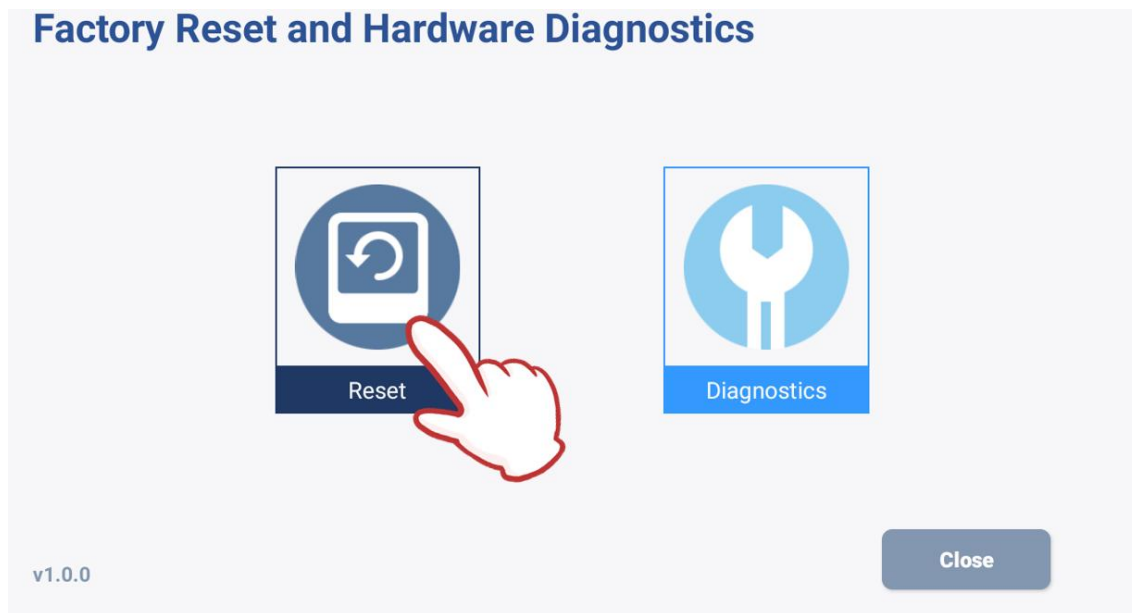 Factory Reset and Hardware Diagnostics
Reset
Diagnostics
Close
v1.0.0